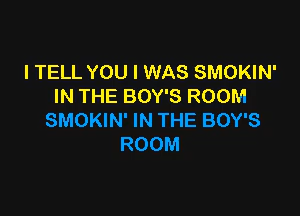 I TELL YOU I WAS SMOKIN'
IN THE BOY'S ROOM
SMOKIN' IN THE BOY'S
ROOM